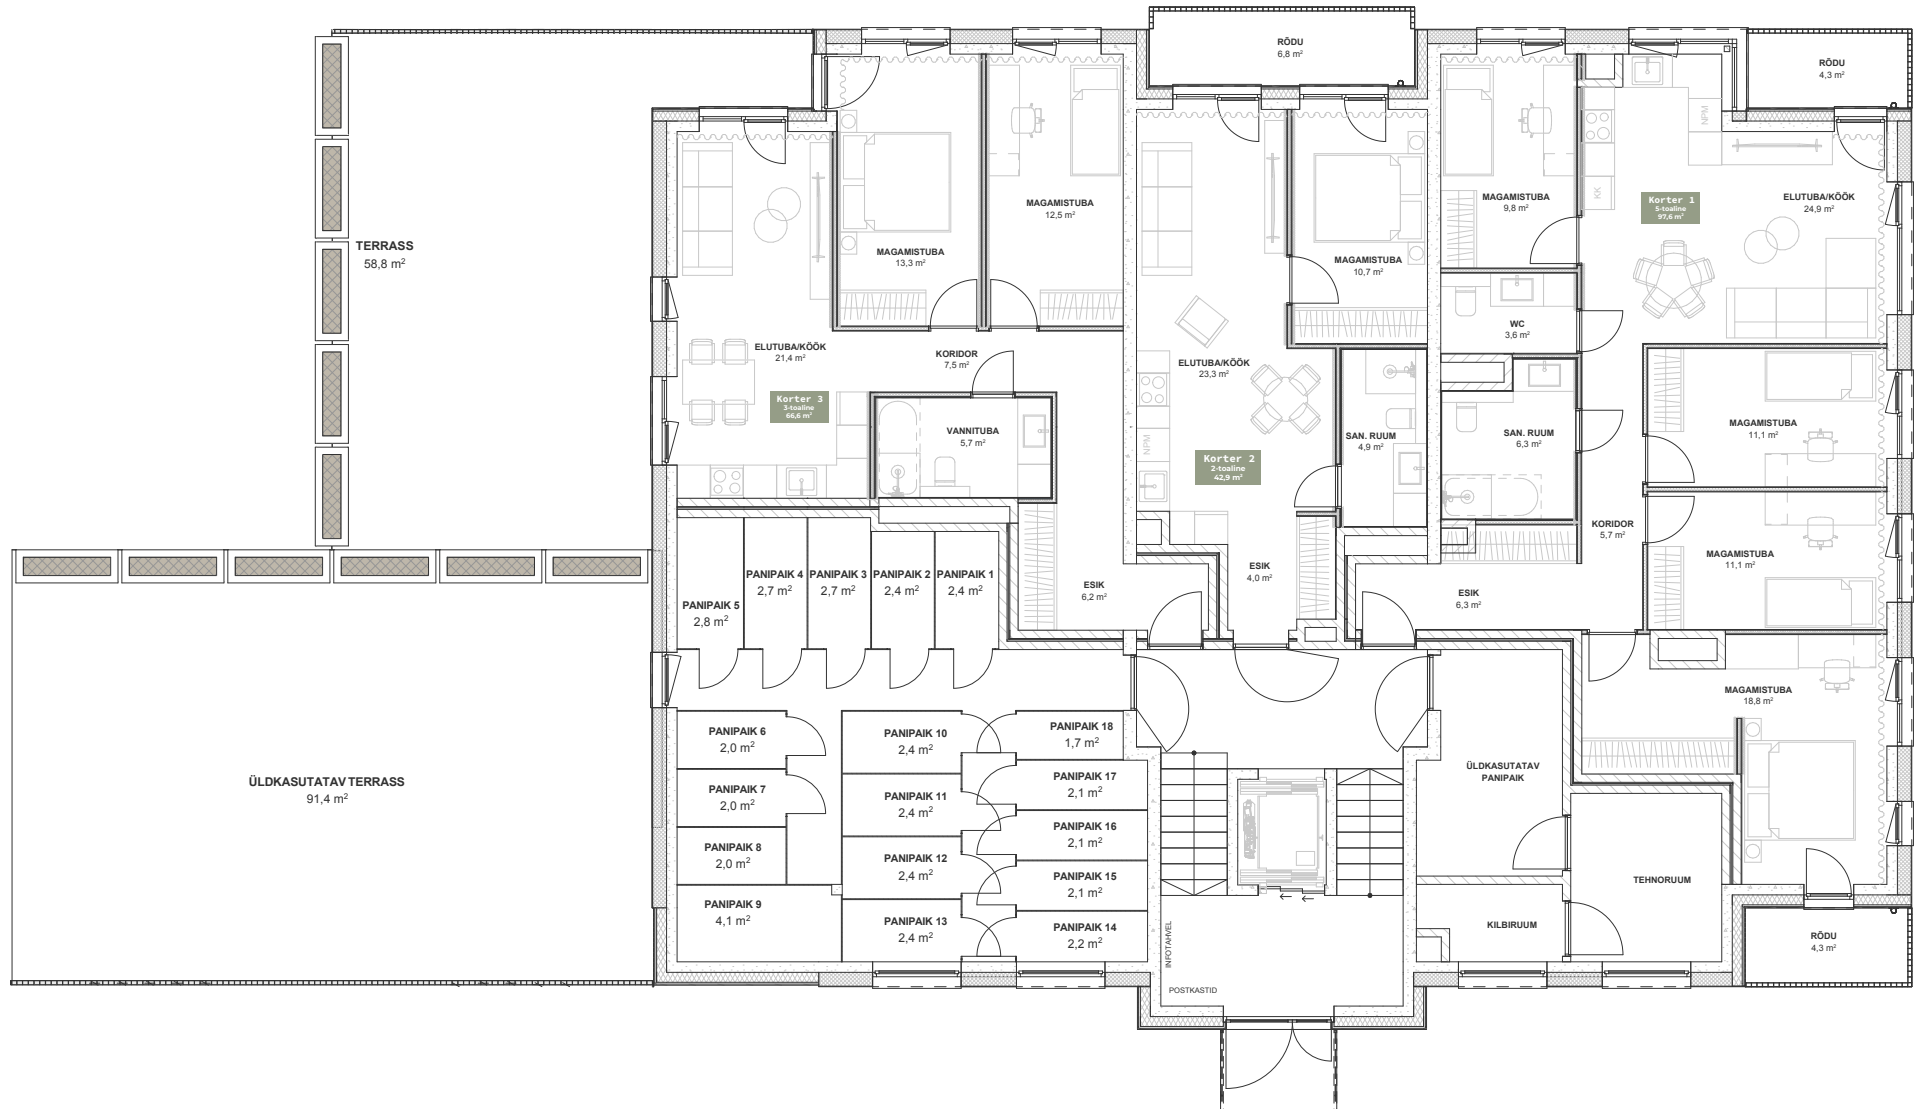 RÕDU
6,8 m²
RÕDU
4,3 m²
TERRASS
58,8 m²
MAGAMISTUBA
13,3 m²
MAGAMISTUBA
12,5 m²
MAGAMISTUBA
10,7 m²
MAGAMISTUBA
9,8 m²
NPM
KK
Korter 1
5-toaline
97,6 m²
ELUTUBA/KÖÖK
24,9 m²
WC
3,6 m²
ELUTUBA/KÖÖK
21,4 m²
KORIDOR
7,5 m²
ELUTUBA/KÖÖK
23,3 m²
Korter 3
3-toaline
66,6 m²
VANNITUBA
5,7 m²
NPM
Korter 2
2-toaline
42,9 m²
SAN. RUUM
4,9 m²
SAN. RUUM
6,3 m²
MAGAMISTUBA
11,1 m²
KORIDOR
5,7 m²
MAGAMISTUBA
11,1 m²
PANIPAIK 5
2,8 m²
PANIPAIK 4
2,7 m²
PANIPAIK 3
2,7 m²
PANIPAIK 2
2,4 m²
PANIPAIK 1
2,4 m²
ESIK
6,2 m²
ESIK
4,0 m²
ESIK
6,3 m²
MAGAMISTUBA
18,8 m²
PANIPAIK 6
2,0 m²
PANIPAIK 10
2,4 m²
PANIPAIK 18
1,7 m²
ÜLDKASUTATAV
PANIPAIK
ÜLDKASUTATAV TERRASS
91,4 m²
PANIPAIK 7
2,0 m²
PANIPAIK 11
2,4 m²
PANIPAIK 17
2,1 m²
PANIPAIK 16
2,1 m²
PANIPAIK 8
2,0 m²
PANIPAIK 12
2,4 m²
PANIPAIK 15
2,1 m²
TEHNORUUM
PANIPAIK 9
4,1 m²
PANIPAIK 13
2,4 m²
PANIPAIK 14
2,2 m²
KILBIRUUM
RÕDU
4,3 m²
INFOTAHVEL
POSTKASTID